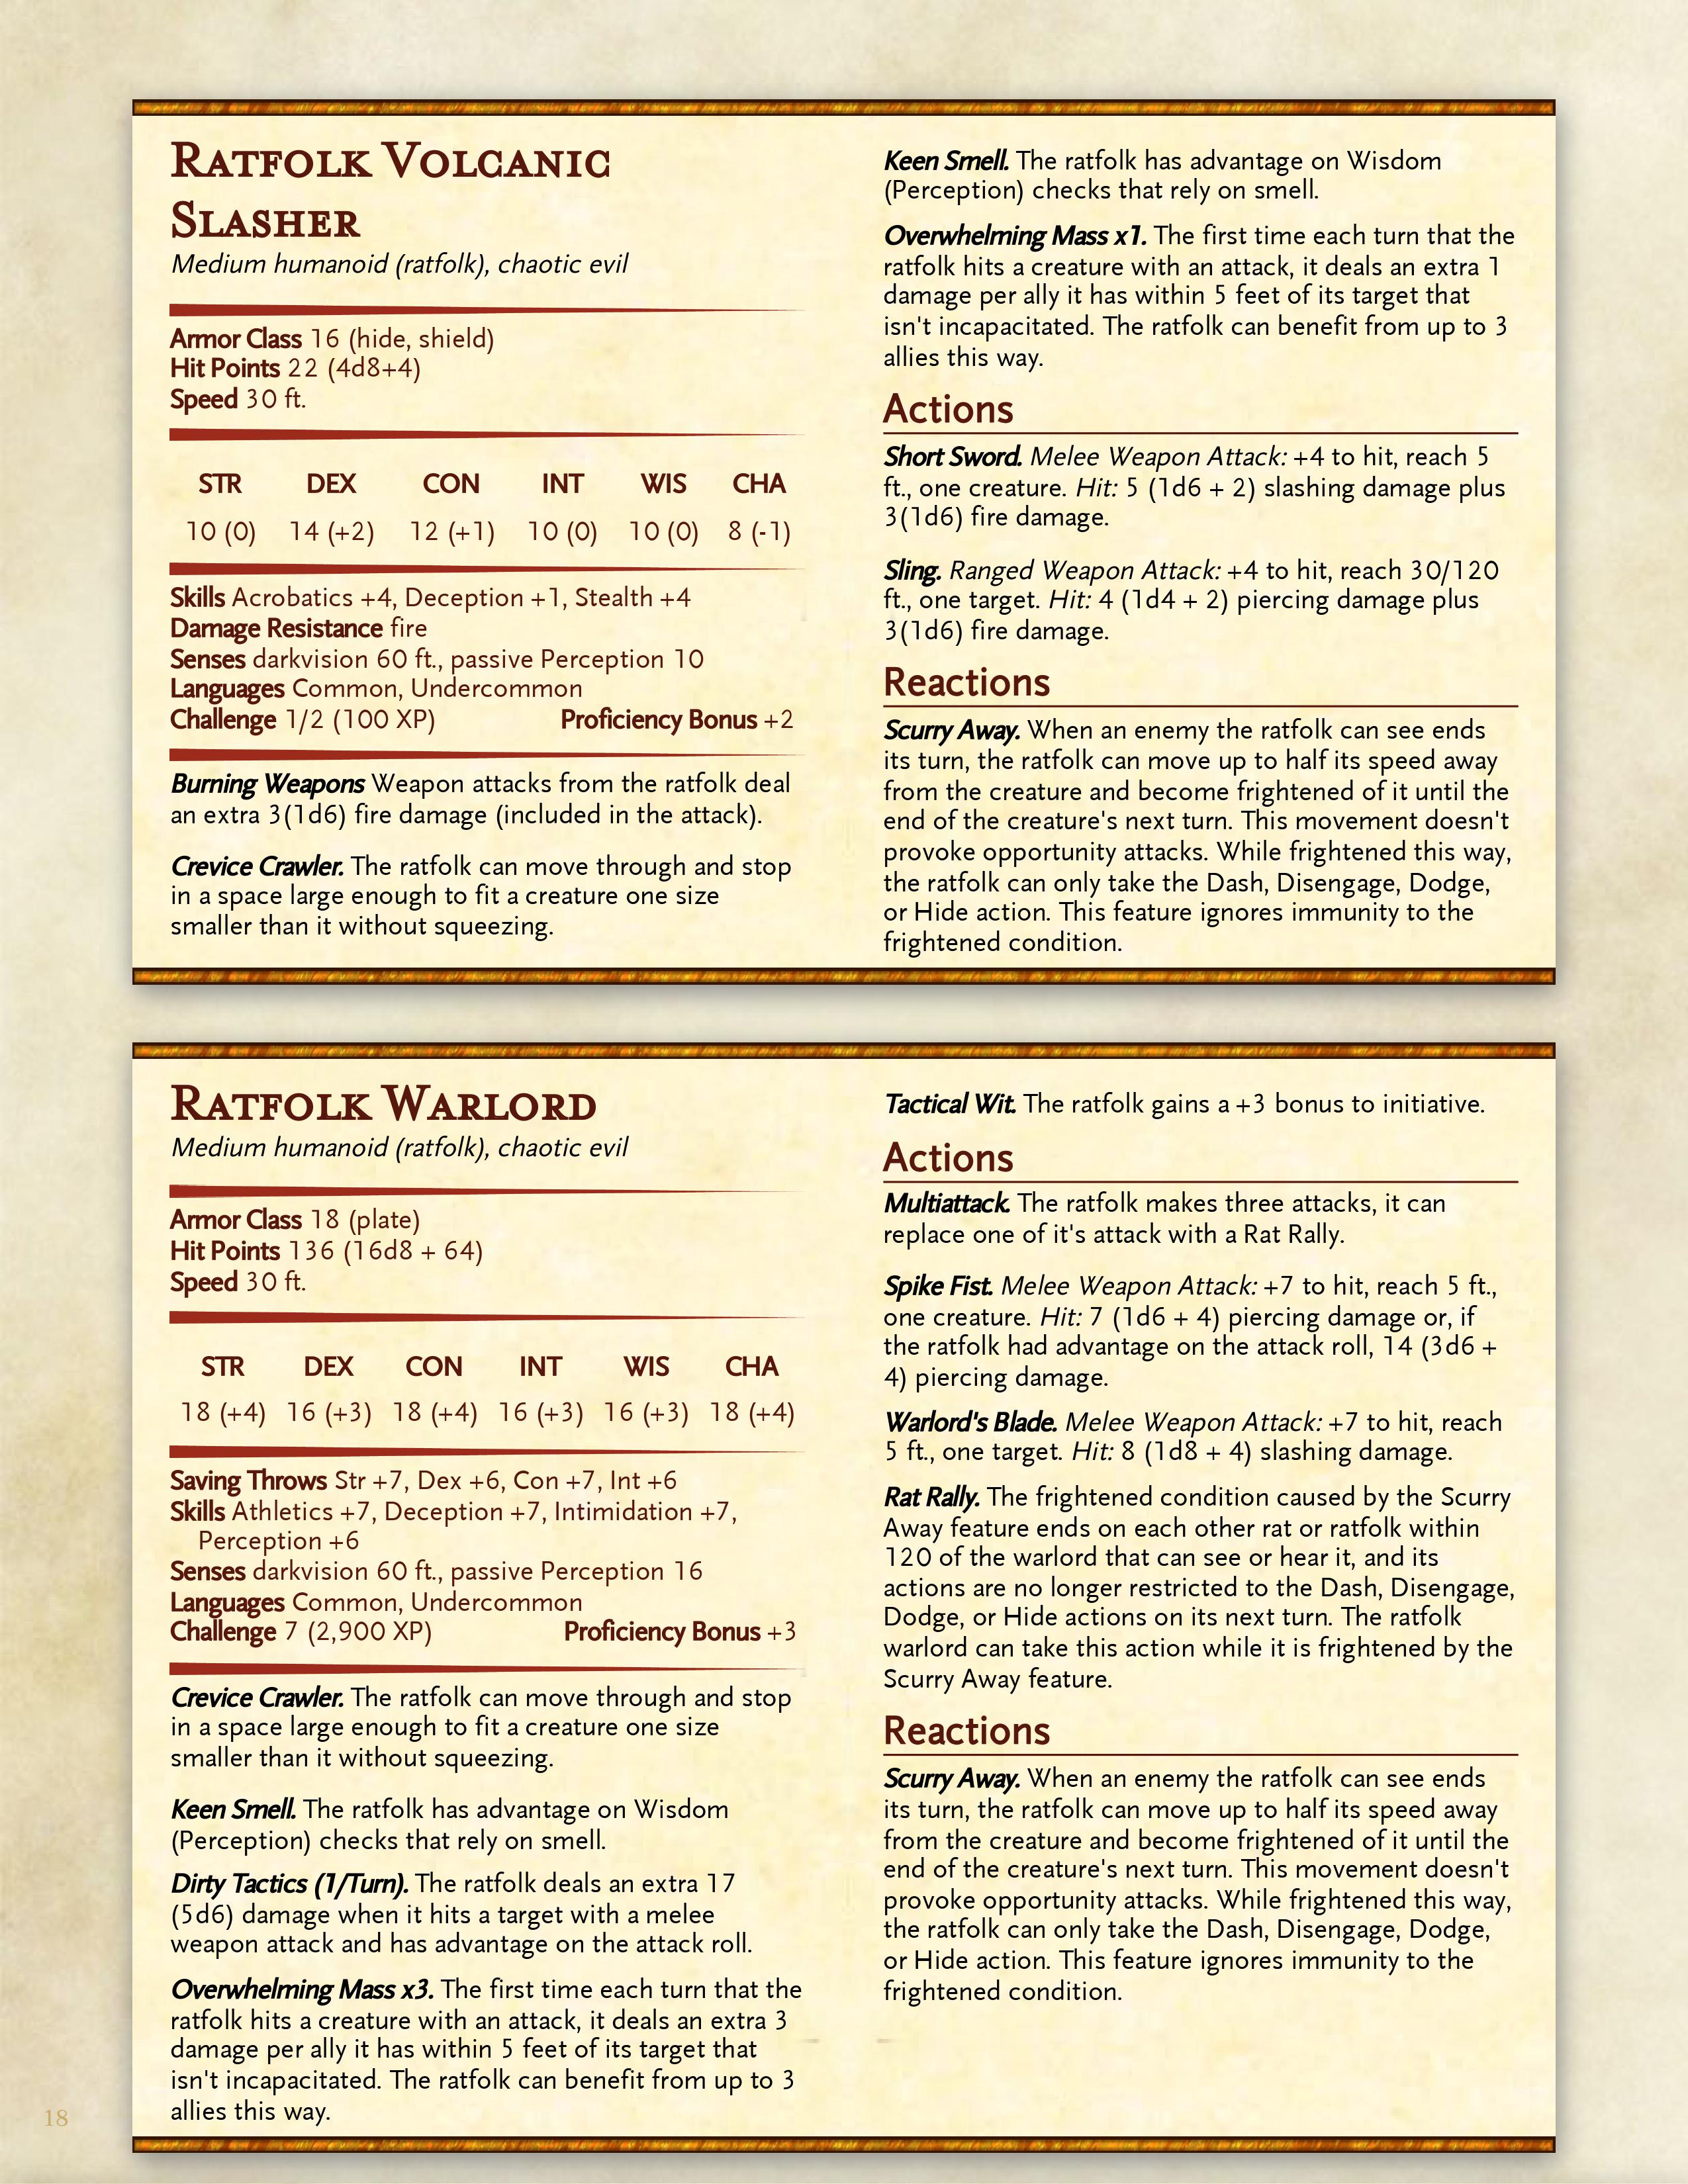 Ratfolk Volcanic
Slasher
Medium humanoid (ratfolk), chaotic evil
Armor Class 16 (hide, shield)
Hit Points 22 (4d8+4)
Speed 30 ft.
STR DEX CON INT WIS CHA
10 (0) 14 (+2) 12 (+1) 10 (0) 10 (0) 8 (-1)
Skills Acrobatics +4, Deception +1, Stealth +4
Damage Resistance fire
Senses darkvision 60 ft., passive Perception 10
Languages Common, Undercommon
Challenge 1/2 (100 XP) Proficiency Bonus +2
Burning Weapons Weapon attacks from the ratfolk deal
an extra 3(1d6) fire damage (included in the attack).
Crevice Crawler. The ratfolk can move through and stop
in a space large enough to fit a creature one size
smaller than it without squeezing.
Keen Smell. The ratfolk has advantage on Wisdom
(Perception) checks that rely on smell.
Overwhelming Mass x1. The first time each turn that the
ratfolk hits a creature with an attack, it deals an extra 1
damage per ally it has within 5 feet of its target that
isn't incapacitated. The ratfolk can benefit from up to 3
allies this way.
Actions
Short Sword. Melee Weapon Attack: +4 to hit, reach 5
ft., one creature. Hit: 5 (1d6 + 2) slashing damage plus
3(1d6) fire damage.
Sling. Ranged Weapon Attack: +4 to hit, reach 30/120
ft., one target. Hit: 4 (1d4 + 2) piercing damage plus
3(1d6) fire damage.
Reactions
Scurry Away. When an enemy the ratfolk can see ends
its turn, the ratfolk can move up to half its speed away
from the creature and become frightened of it until the
end of the creature's next turn. This movement doesn't
provoke opportunity attacks. While frightened this way,
the ratfolk can only take the Dash, Disengage, Dodge,
or Hide action. This feature ignores immunity to the
frightened condition.
Ratfolk Warlord
Medium humanoid (ratfolk), chaotic evil
Armor Class 18 (plate)
Hit Points 136 (16d8 + 64)
Speed 30 ft.
STR DEX CON INT WIS CHA
18 (+4) 16 (+3) 18 (+4) 16 (+3) 16 (+3) 18 (+4)
Saving Throws Str +7, Dex +6, Con +7, Int +6
Skills Athletics +7, Deception +7, Intimidation +7,
Perception +6
Senses darkvision 60 ft., passive Perception 16
Languages Common, Undercommon
Challenge 7 (2,900 XP) Proficiency Bonus +3
Crevice Crawler. The ratfolk can move through and stop
in a space large enough to fit a creature one size
smaller than it without squeezing.
Keen Smell. The ratfolk has advantage on Wisdom
(Perception) checks that rely on smell.
Dirty Tactics (1/Turn). The ratfolk deals an extra 17
(5d6) damage when it hits a target with a melee
weapon attack and has advantage on the attack roll.
Overwhelming Mass x3. The first time each turn that the
ratfolk hits a creature with an attack, it deals an extra 3
damage per ally it has within 5 feet of its target that
isn't incapacitated. The ratfolk can benefit from up to 3
allies this way.
Tactical Wit. The ratfolk gains a +3 bonus to initiative.
Actions
Multiattack. The ratfolk makes three attacks, it can
replace one of it's attack with a Rat Rally.
Spike Fist. Melee Weapon Attack: +7 to hit, reach 5 ft.,
one creature. Hit: 7 (1d6 + 4) piercing damage or, if
the ratfolk had advantage on the attack roll, 14 (3d6 +
4) piercing damage.
Warlord's Blade. Melee Weapon Attack: +7 to hit, reach
5 ft., one target. Hit: 8 (1d8 + 4) slashing damage.
Rat Rally. The frightened condition caused by the Scurry
Away feature ends on each other rat or ratfolk within
120 of the warlord that can see or hear it, and its
actions are no longer restricted to the Dash, Disengage,
Dodge, or Hide actions on its next turn. The ratfolk
warlord can take this action while it is frightened by the
Scurry Away feature.
Reactions
Scurry Away. When an enemy the ratfolk can see ends
its turn, the ratfolk can move up to half its speed away
from the creature and become frightened of it until the
end of the creature's next turn. This movement doesn't
provoke opportunity attacks. While frightened this way,
the ratfolk can only take the Dash, Disengage, Dodge,
or Hide action. This feature ignores immunity to the
frightened condition.
18